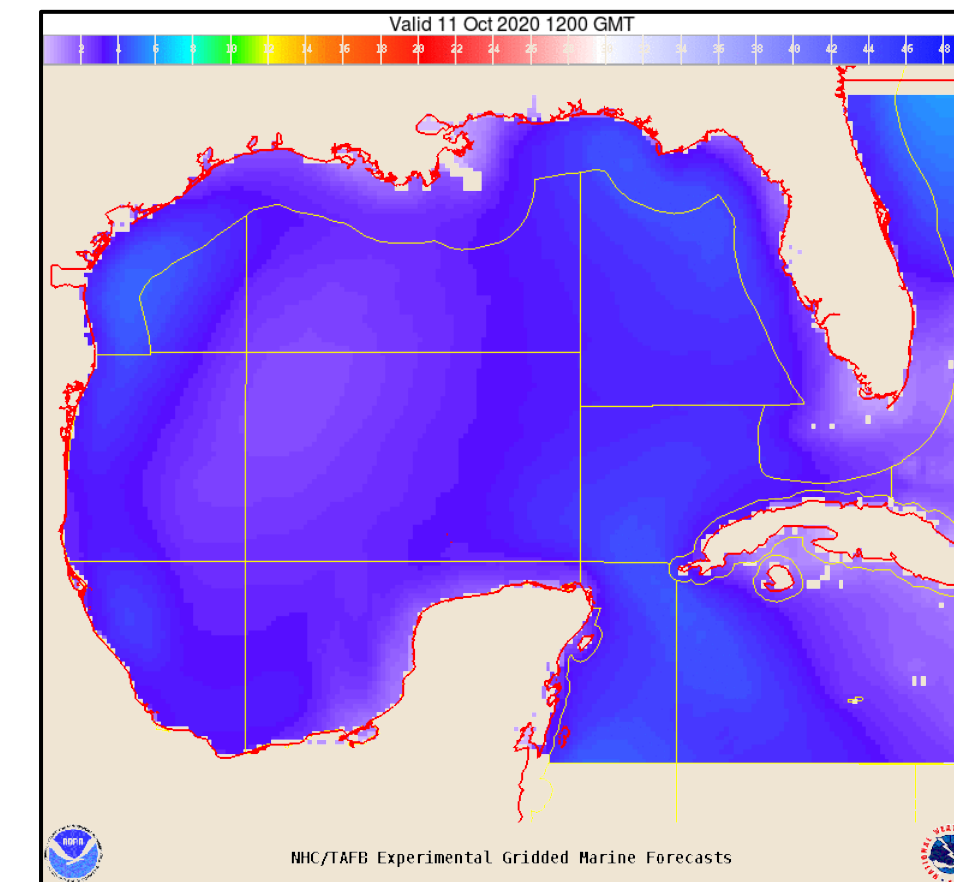 Valid 11 Oct 2020 1200 GMT
2 4 6 8 10 12 14 16 18 20 22 24 26 28 30 32 34 36 38 40 42 44 46 48
NOAA
NHC/TAFB Experimental Gridded Marine Forecasts